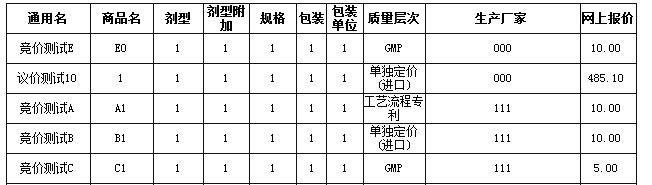 通用名 商品名 剂型 剂型附加 规格 包装 包装单位 质量层次 生产厂家 网上报价
竞价测试E E0 1 1 1 1 1 GMP 000 10.00
议价测试10 1 1 1 1 1 1 单独定价(进口) 000 485.10
竞价测试A A1 1 1 1 1 1 工艺流程专利 111 10.00
竞价测试B B1 1 1 1 1 1 单独定价(进口) 111 10.00
竞价测试C C1 1 1 1 1 1 GMP 111 5.00